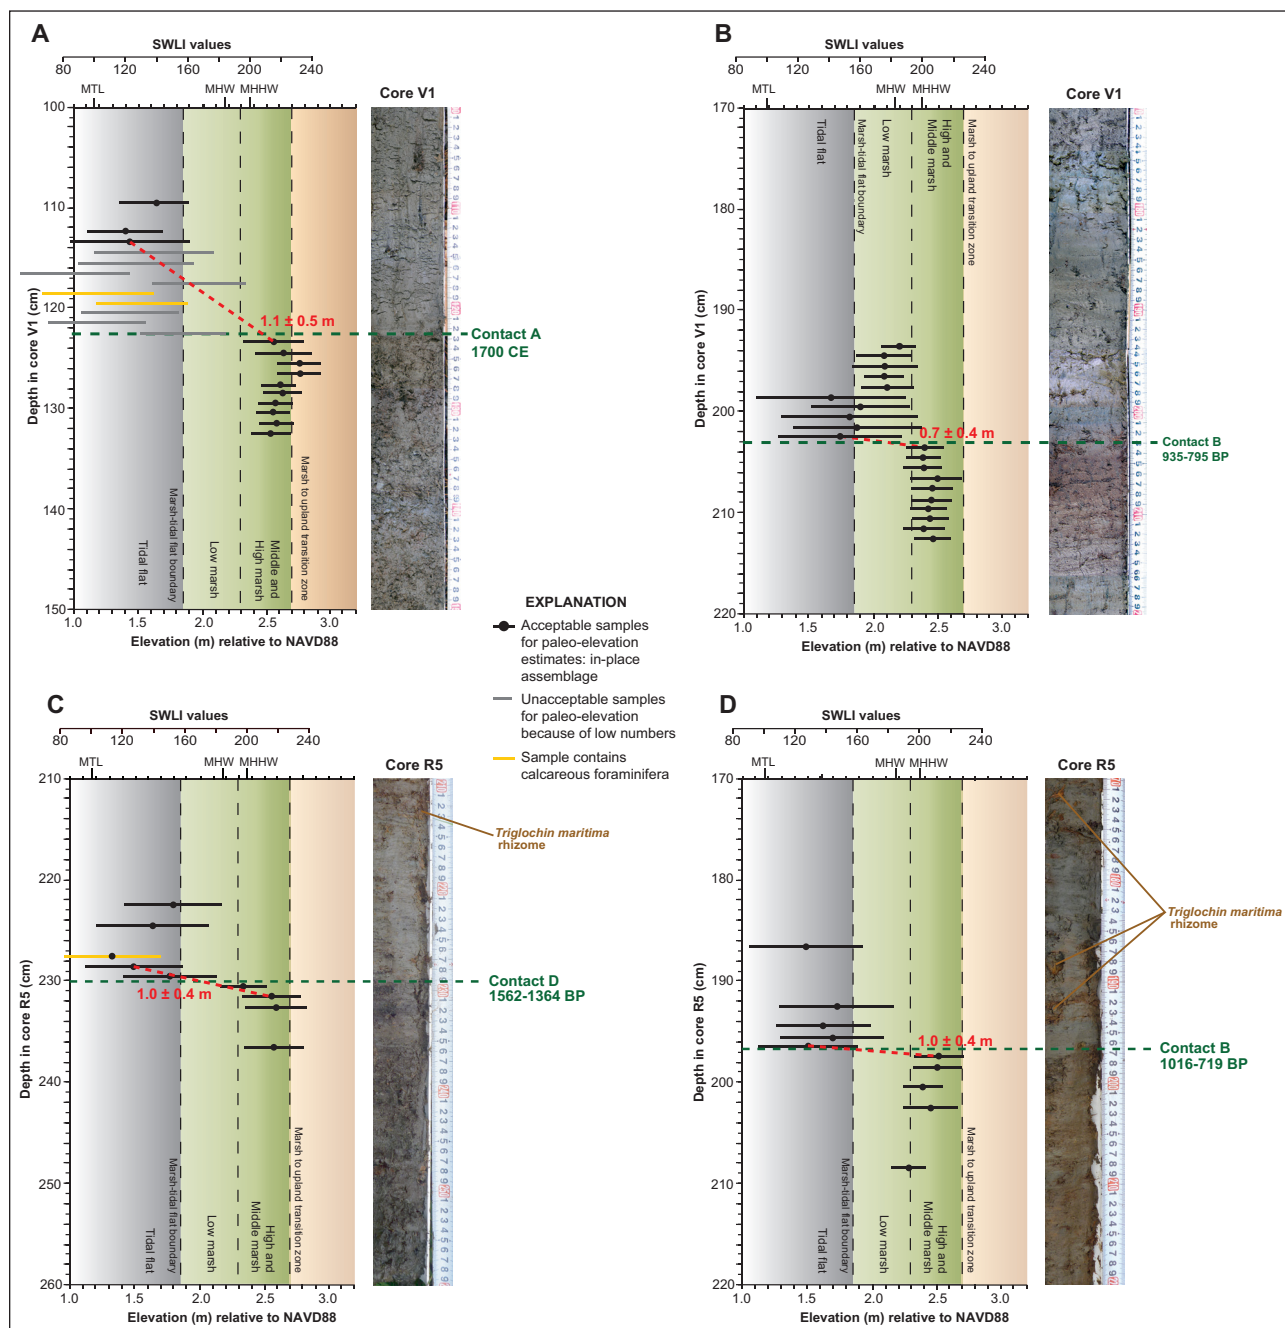 A
SWLI values
80 120 160 200 240
MTL MHW MHHW
Core V1
100
110
120
130
140
150
Depth in core V1 (cm)
1.1 ± 0.5 m
Contact A
1700 CE
Tidal flat
Marsh-tidal flat boundary
Low marsh
Middle and
High marsh
Marsh to upland transition zone
1.0 1.5 2.0 2.5 3.0
Elevation (m) relative to NAVD88
B
SWLI values
80 120 160 200 240
MTL MHW MHHW
Core V1
170
180
190
200
210
220
Depth in core V1 (cm)
Tidal flat
Marsh-tidal flat boundary
Low marsh
High and
Middle marsh
Marsh to upland transition zone
0.7 ± 0.4 m
Contact B
935-795 BP
1.0 1.5 2.0 2.5 3.0
Elevation (m) relative to NAVD88
EXPLANATION
Acceptable samples
for paleo-elevation
estimates: in-place
assemblage
Unacceptable samples
for paleo-elevation
because of low numbers
Sample contains
calcareous foraminifera
C
SWLI values
80 120 160 200 240
MTL MHW MHHW
Core R5
210
220
230
240
250
260
Depth in core R5 (cm)
Triglochin maritima
rhizome
1.0 ± 0.4 m
Contact D
1562-1364 BP
Tidal flat
Marsh-tidal flat boundary
Low marsh
High and
Middle marsh
Marsh to upland transition zone
1.0 1.5 2.0 2.5 3.0
Elevation (m) relative to NAVD88
D
SWLI values
80 120 160 200 240
MTL MHW MHHW
Core R5
170
180
190
200
210
220
Depth in core R5 (cm)
Triglochin maritima
rhizome
1.0 ± 0.4 m
Contact B
1016-719 BP
Tidal flat
Marsh-tidal flat boundary
Low marsh
High and
Middle marsh
Marsh to upland transition zone
1.0 1.5 2.0 2.5 3.0
Elevation (m) relative to NAVD88